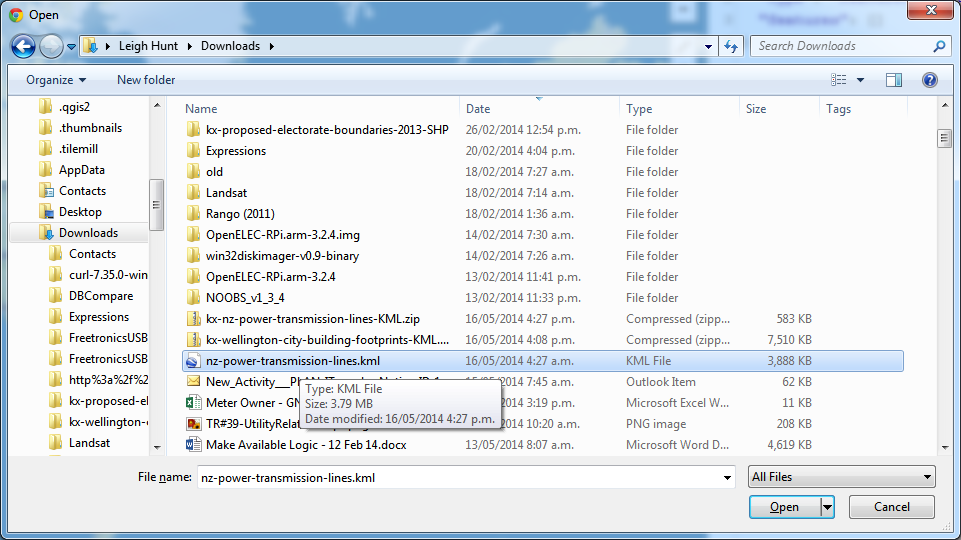 Open
"features": [
Leigh Hunt Downloads
Search Downloads
Organize New folder
Name Date Type Size Tags
.qgis2
.thumbnails
.tilemill
AppData
Contacts
Desktop
Downloads
Contacts
curl-7.35.0-win
DBCompare
Expressions
FreetronicsUSB
FreetronicsUSB
http%3a%2f%2
kx-proposed-el
kx-wellington-c
Landsat
kx-proposed-electorate-boundaries-2013-SHP 26/02/2014 12:54 p.m. File folder
Expressions 20/02/2014 4:04 p.m. File folder
old 18/02/2014 7:27 a.m. File folder
Landsat 18/02/2014 7:14 a.m. File folder
Rango (2011) 18/02/2014 1:36 a.m. File folder
OpenELEC-RPi.arm-3.2.4.img 14/02/2014 7:30 a.m. File folder
win32diskimager-v0.9-binary 14/02/2014 7:26 a.m. File folder
OpenELEC-RPi.arm-3.2.4 13/02/2014 11:41 p.m. File folder
NOOBS_v1_3_4 13/02/2014 11:33 p.m. File folder
kx-nz-power-transmission-lines-KML.zip 16/05/2014 4:27 p.m. Compressed (zipp... 583 KB
kx-wellington-city-building-footprints-KML.... 16/05/2014 4:08 p.m. Compressed (zipp... 7,510 KB
nz-power-transmission-lines.kml 16/05/2014 4:27 a.m. KML File 3,888 KB
7:45 a.m. Outlook Item 62 KB
Meter Owner - GN 3:19 p.m. Microsoft Excel W... 11 KB
TR#39-UtilityRela 10:20 a.m. PNG image 208 KB
Make Available Logic - 12 Feb 14.docx 13/05/2014 8:07 a.m. Microsoft Word D... 4,619 KB
Type: KML File
Size: 3.79 MB
Date modified: 16/05/2014 4:27 p.m.
File name: nz-power-transmission-lines.kml All Files
Open Cancel